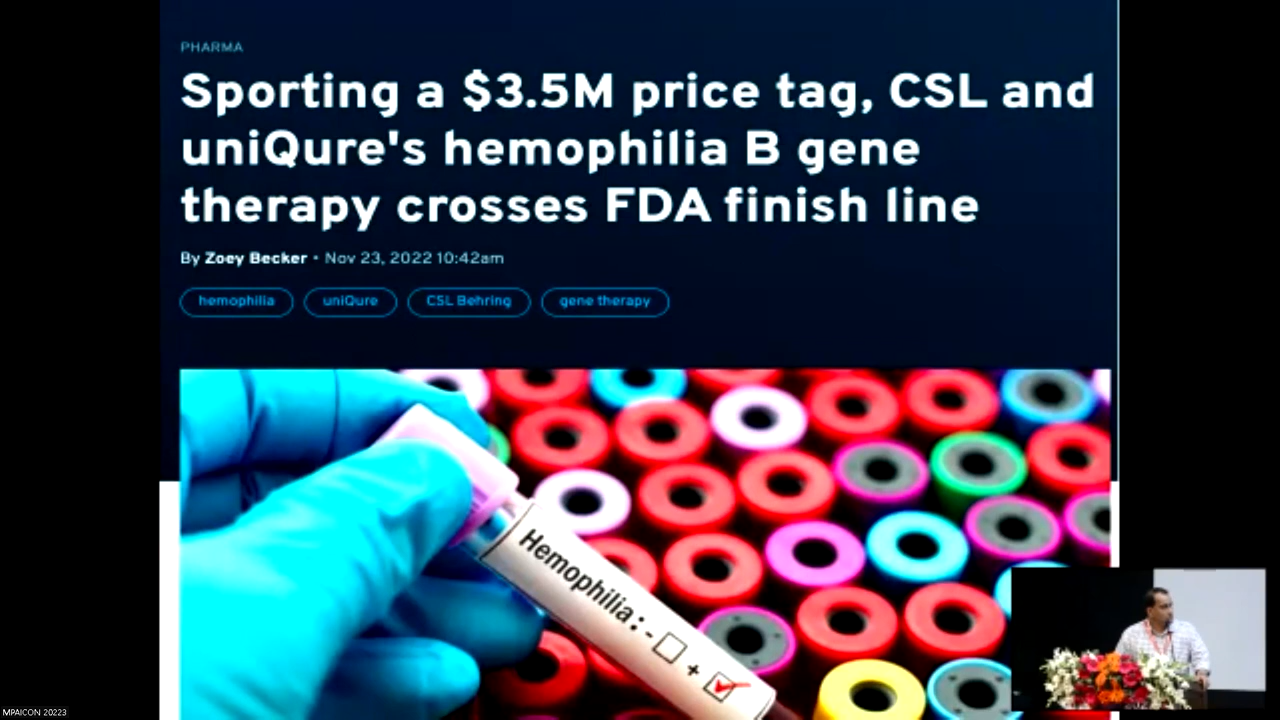 PHARMA
Sporting a $3.5M price tag, CSL and
uniQure's hemophilia B gene
therapy crosses FDA finish line
By Zoey Becker • Nov 23, 2022 10:42am
hemophilia uniQure CSL Behring gene therapy
Hemophilia: - +
MPAICON 20223